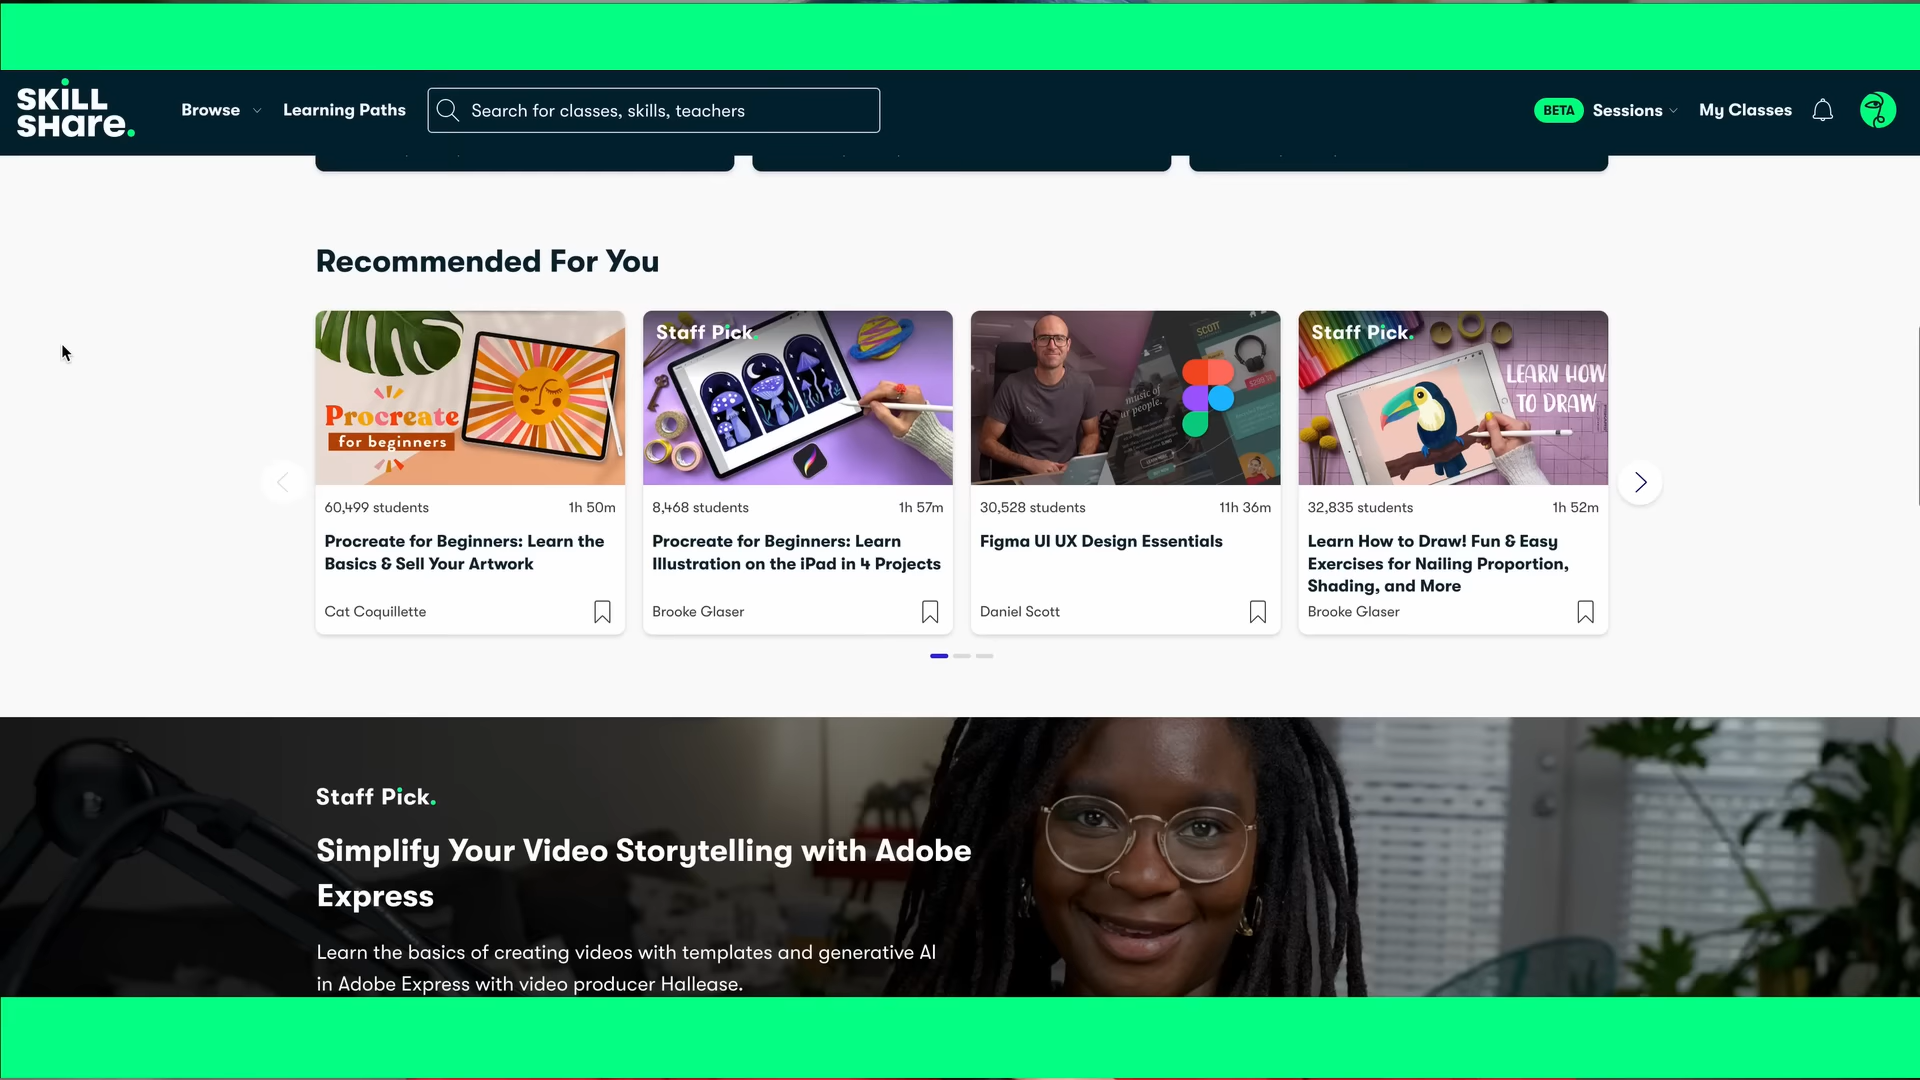 SKILL
SHare.
Browse
Learning Paths
Search for classes, skills, teachers
BETA
Sessions
My Classes
Recommended For You
Procreate
for beginners
60,499 students
1h 50m
Procreate for Beginners: Learn the
Basics & Sell Your Artwork
Cat Coquillette
Staff Pick.
8,468 students
1h 57m
Procreate for Beginners: Learn
Illustration on the iPad in 4 Projects
Brooke Glaser
SCOTT
music of
ur people.
30,528 students
11h 36m
Figma UI UX Design Essentials
Daniel Scott
Staff Pick.
LEARN HOW
TO DRAW
32,835 students
1h 52m
Learn How to Draw! Fun & Easy
Exercises for Nailing Proportion,
Shading, and More
Brooke Glaser
Staff Pick.
Simplify Your Video Storytelling with Adobe
Express
Learn the basics of creating videos with templates and generative AI
in Adobe Express with video producer Hallease.